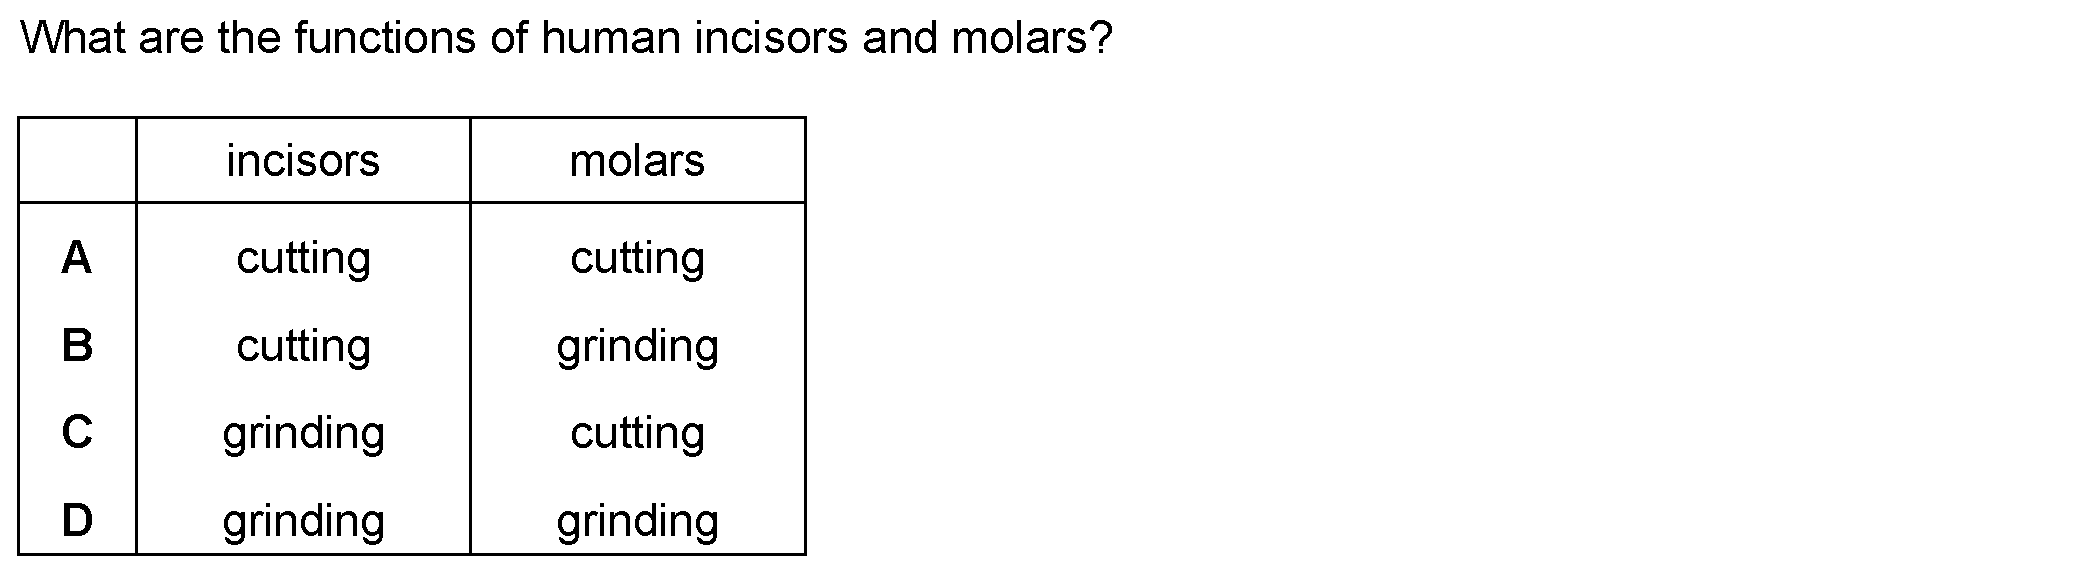 What are the functions of human incisors and molars?
incisors molars
A cutting cutting
B cutting grinding
C grinding cutting
D grinding grinding